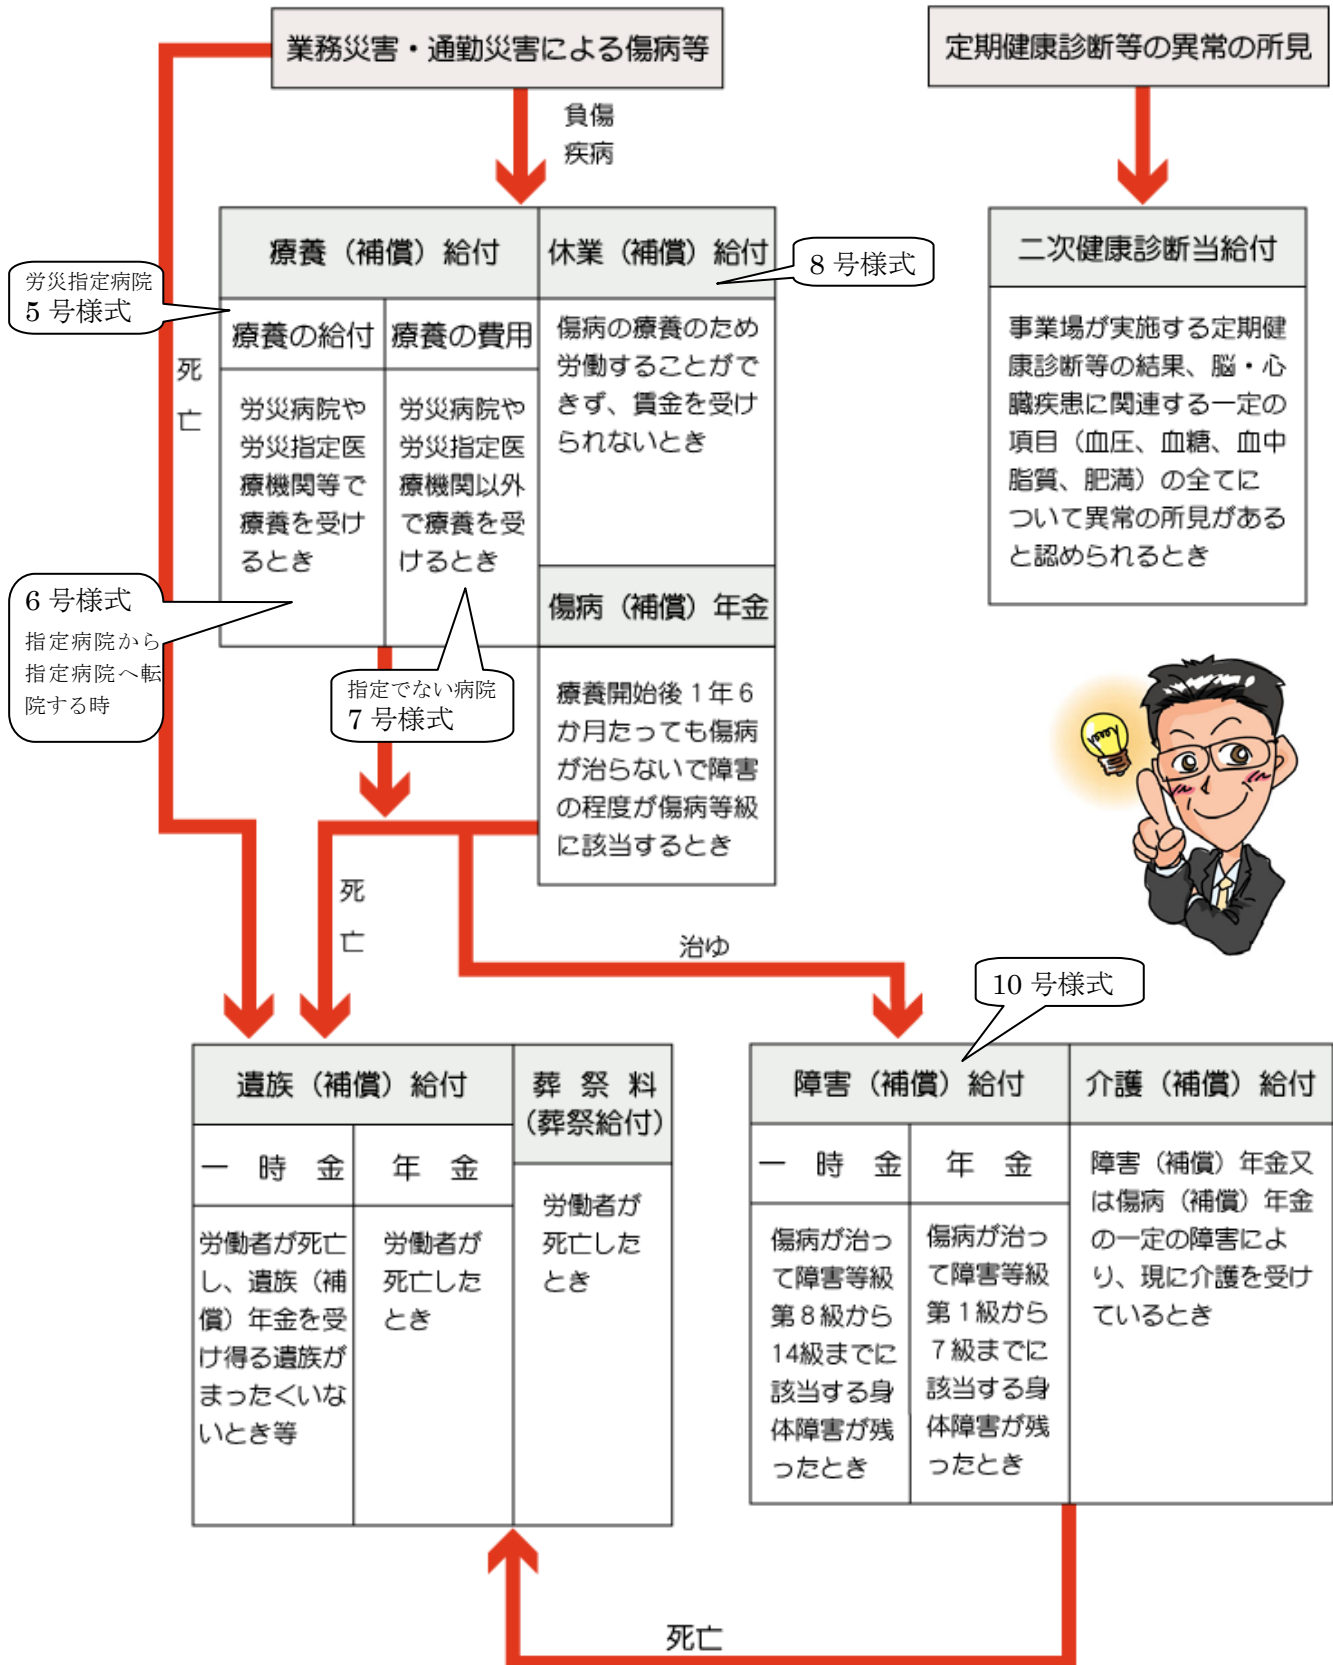 業務災害・通勤災害による傷病等
定期健康診断等の異常の所見
負傷
疾病
療養（補償）給付
休業（補償）給付
8 号様式
二次健康診断当給付
労災指定病院
5 号様式
療養の給付
療養の費用
傷病の療養のため
労働することがで
きず、賃金を受け
られないとき
事業場が実施する定期健
康診断等の結果、脳・心
臓疾患に関連する一定の
項目（血圧、血糖、血中
脂質、肥満）の全てに
ついて異常の所見がある
と認められるとき
死
亡
労災病院や
労災指定医
療機関等で
療養を受け
るとき
労災病院や
労災指定医
療機関以外
で療養を受
けるとき
6 号様式
指定病院から
指定病院へ転
院する時
傷病（補償）年金
指定でない病院
7 号様式
療養開始後１年６
か月たっても傷病
が治らないで障害
の程度が傷病等級
に該当するとき
死
亡
治ゆ
10 号様式
遺族（補償）給付
葬 祭 料
（葬祭給付）
障害（補償）給付
介護（補償）給付
一 時 金
年 金
一 時 金
年 金
労働者が死亡
し、遺族（補
償）年金を受
け得る遺族が
まったくいな
いとき等
労働者が
死亡した
とき
労働者が
死亡した
とき
傷病が治っ
て障害等級
第８級から
14級までに
該当する身
体障害が残
ったとき
傷病が治っ
て障害等級
第１級から
７級までに
該当する身
体障害が残
ったとき
障害（補償）年金又
は傷病（補償）年金
の一定の障害によ
り、現に介護を受け
ているとき
死亡